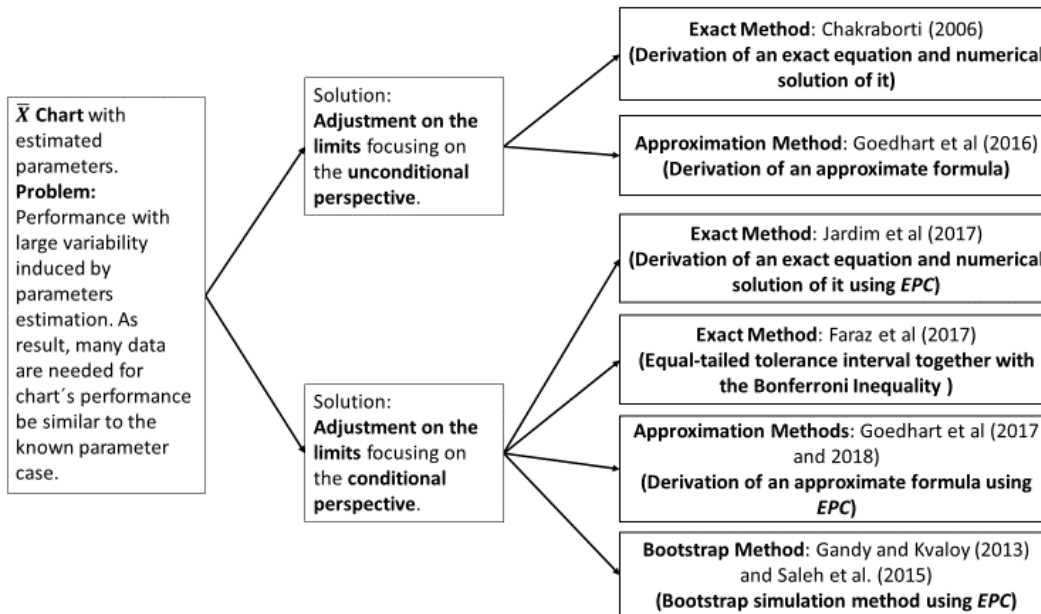 X̅ Chart with
estimated
parameters.
Problem:
Performance with
large variability
induced by
parameters
estimation. As
result, many data
are needed for
chart´s performance
be similar to the
known parameter
case.
Solution:
Adjustment on the
limits focusing on
the unconditional
perspective.
Solution:
Adjustment on the
limits focusing on
the conditional
perspective.
Exact Method: Chakraborti (2006)
(Derivation of an exact equation and numerical
solution of it)
Approximation Method: Goedhart et al (2016)
(Derivation of an approximate formula)
Exact Method: Jardim et al (2017)
(Derivation of an exact equation and numerical
solution of it using EPC)
Exact Method: Faraz et al (2017)
(Equal-tailed tolerance interval together with
the Bonferroni Inequality )
Approximation Methods: Goedhart et al (2017
and 2018)
(Derivation of an approximate formula using
EPC)
Bootstrap Method: Gandy and Kvaloy (2013)
and Saleh et al. (2015)
(Bootstrap simulation method using EPC)